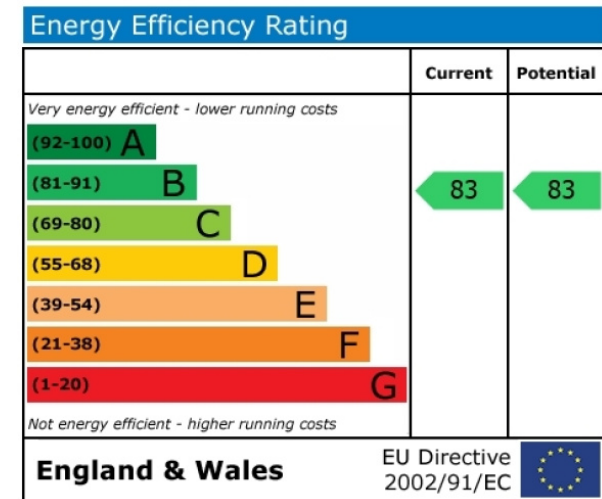 Energy Efficiency Rating
Current Potential
Very energy efficient - lower running costs
(92-100) A
(81-91) B 83 83
(69-80) C
(55-68) D
(39-54) E
(21-38) F
(1-20) G
Not energy efficient - higher running costs
England & Wales
EU Directive
2002/91/EC